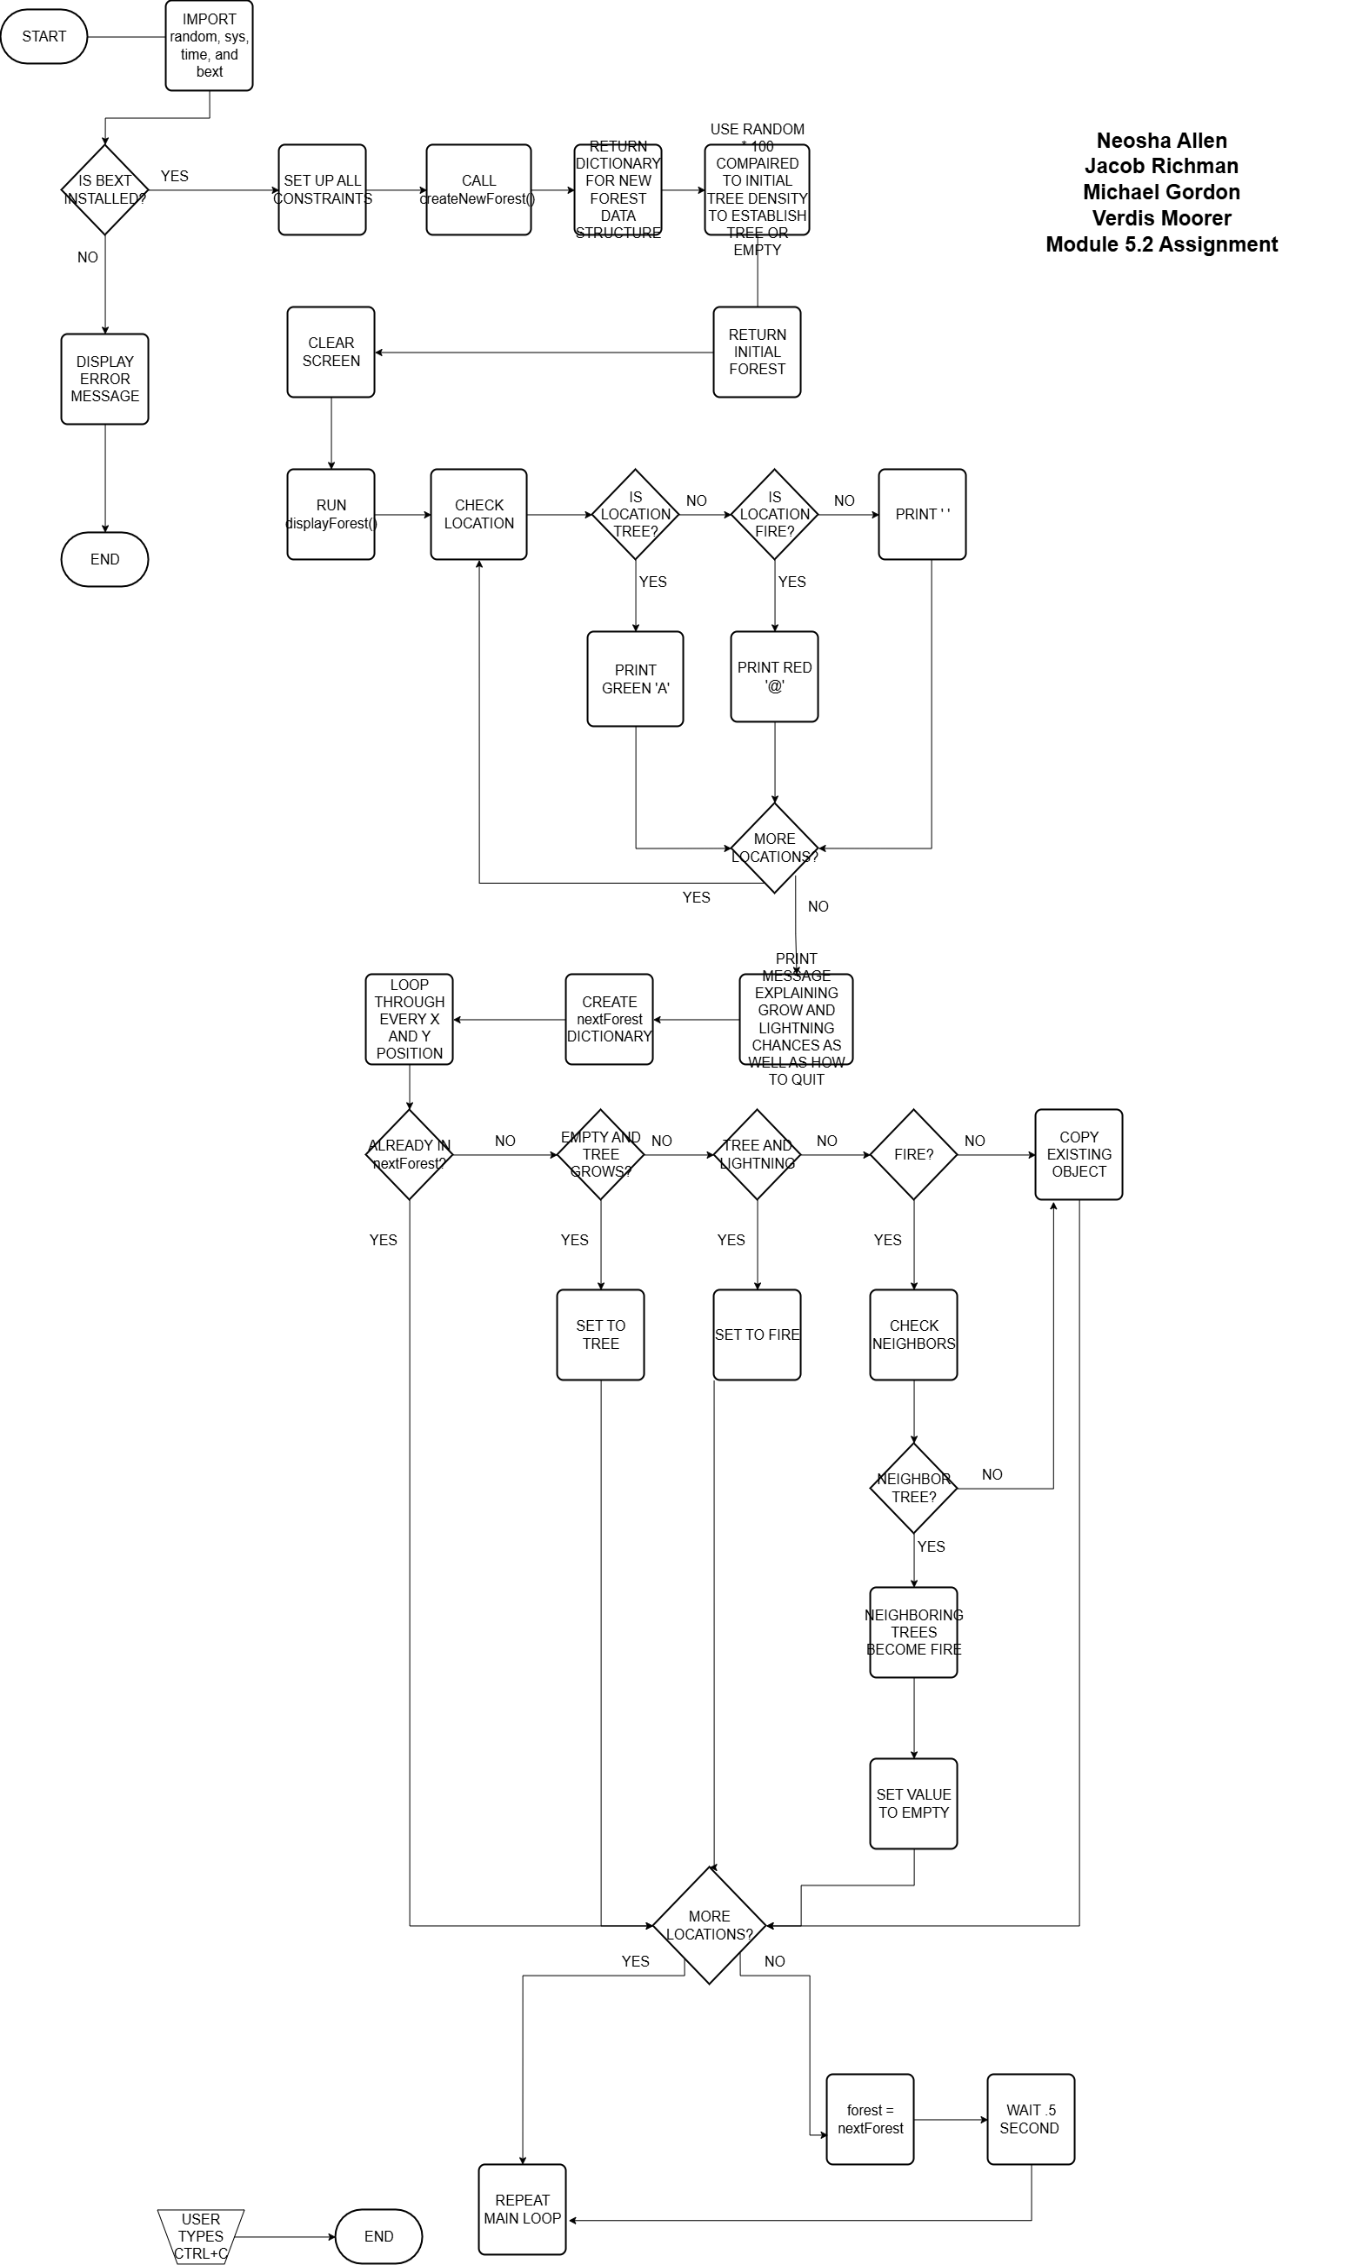 START
IMPORT
random, sys,
time, and
bext
Neosha Allen
Jacob Richman
Michael Gordon
Verdis Moorer
Module 5.2 Assignment
IS BEXT
INSTALLED?
YES
NO
SET UP ALL
CONSTRAINTS
CALL
createNewForest()
RETURN
DICTIONARY
FOR NEW
FOREST
DATA
STRUCTURE
USE RANDOM
* 100
COMPAIRED
TO INITIAL
TREE DENSITY
TO ESTABLISH
TREE OR
EMPTY
DISPLAY
ERROR
MESSAGE
END
CLEAR
SCREEN
RETURN
INITIAL
FOREST
RUN
displayForest()
CHECK
LOCATION
IS
LOCATION
TREE?
NO
IS
LOCATION
FIRE?
NO
PRINT ' '
YES
YES
PRINT
GREEN 'A'
PRINT RED
'@'
MORE
LOCATIONS?
YES
NO
PRINT
MESSAGE
EXPLAINING
GROW AND
LIGHTNING
CHANCES AS
WELL AS HOW
TO QUIT
CREATE
nextForest
DICTIONARY
LOOP
THROUGH
EVERY X
AND Y
POSITION
ALREADY IN
nextForest?
NO
EMPTY AND
TREE
GROWS?
NO
TREE AND
LIGHTNING
NO
FIRE?
NO
COPY
EXISTING
OBJECT
YES
YES
YES
YES
SET TO
TREE
SET TO FIRE
CHECK
NEIGHBORS
NEIGHBOR
TREE?
NO
YES
NEIGHBORING
TREES
BECOME FIRE
SET VALUE
TO EMPTY
MORE
LOCATIONS?
YES
NO
forest =
nextForest
WAIT .5
SECOND
REPEAT
MAIN LOOP
USER
TYPES
CTRL+C
END